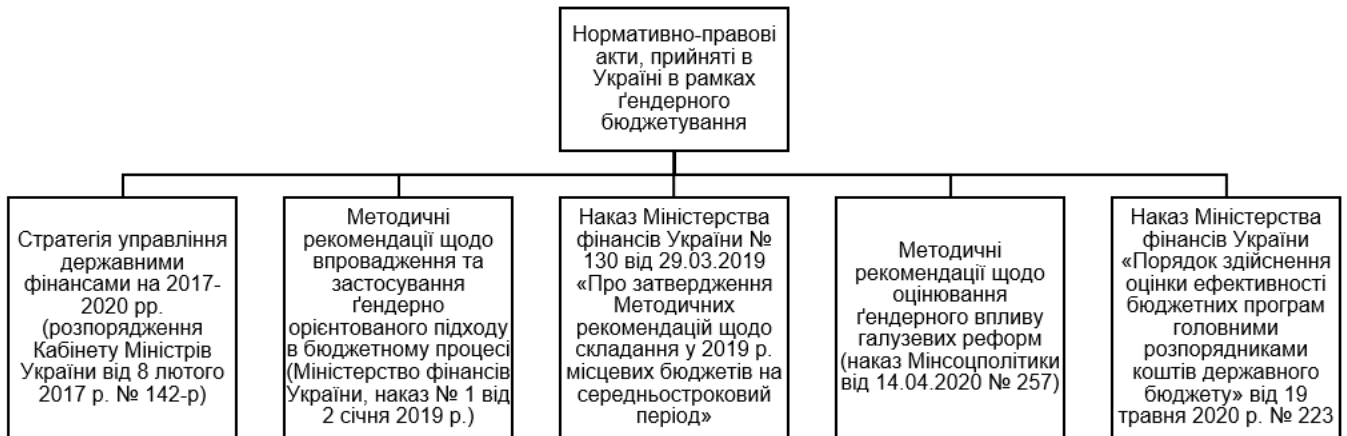 Нормативно-правові
акти, прийняті в
Україні в рамках
ґендерного
бюджетування
Стратегія управління
державними
фінансами на 2017-
2020 рр.
(розпорядження
Кабінету Міністрів
України від 8 лютого
2017 р. № 142-р)
Методичні
рекомендації щодо
впровадження та
застосування
ґендерно
орієнтованого підходу
в бюджетному процесі
(Міністерство фінансів
України, наказ № 1 від
2 січня 2019 р.)
Наказ Міністерства
фінансів України №
130 від 29.03.2019
«Про затвердження
Методичних
рекомендацій щодо
складання у 2019 р.
місцевих бюджетів на
середньостроковий
період»
Методичні
рекомендації щодо
оцінювання
ґендерного впливу
галузевих реформ
(наказ Мінсоцполітики
від 14.04.2020 № 257)
Наказ Міністерства
фінансів України
«Порядок здійснення
оцінки ефективності
бюджетних програм
головними
розпорядниками
коштів державного
бюджету» від 19
травня 2020 р. № 223